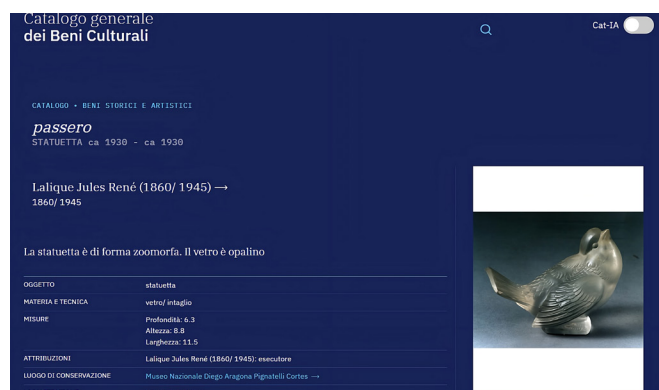 Catalogo generale
dei Beni Culturali
Cat-IA
CATALOGO • BENI STORICI E ARTISTICI
passero
STATUETTA ca 1930 - ca 1930
Lalique Jules René (1860/ 1945) →
1860/ 1945
La statuetta è di forma zoomorfa. Il vetro è opalino
OGGETTO statuetta
MATERIA E TECNICA vetro/ intaglio
MISURE Profondità: 6.3
Altezza: 8.8
Larghezza: 11.5
ATTRIBUZIONI Lalique Jules René (1860/ 1945): esecutore
LUOGO DI CONSERVAZIONE Museo Nazionale Diego Aragona Pignatelli Cortes →